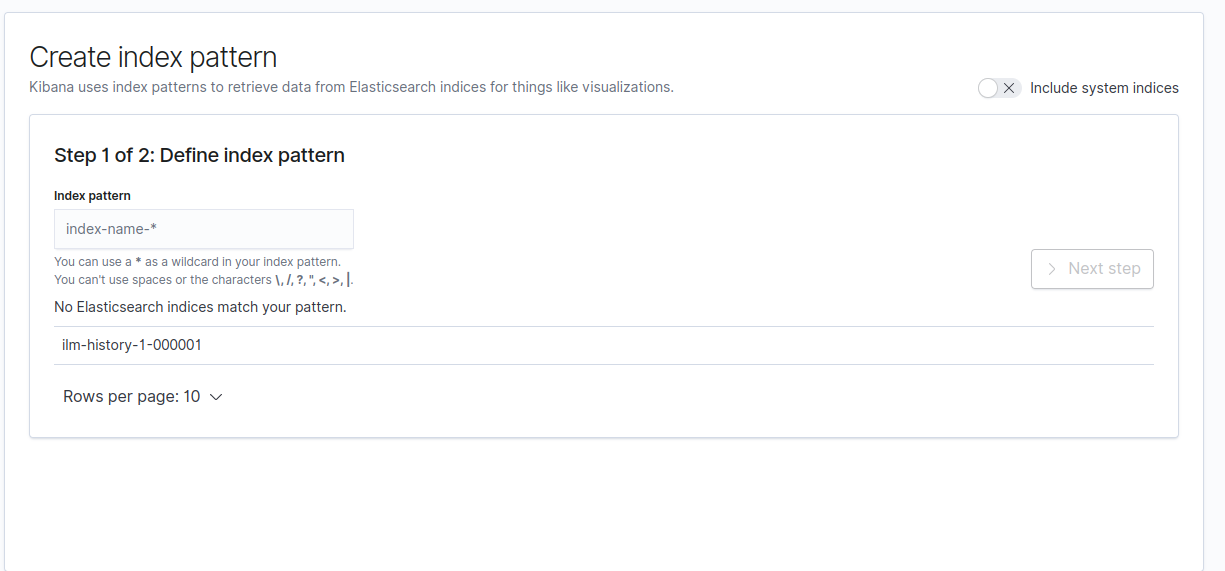 Create index pattern
Kibana uses index patterns to retrieve data from Elasticsearch indices for things like visualizations.
Include system indices
Step 1 of 2: Define index pattern
Index pattern
index-name-*
You can use a * as a wildcard in your index pattern.
You can't use spaces or the characters \, /, ?, ", <, >, |.
Next step
No Elasticsearch indices match your pattern.
ilm-history-1-000001
Rows per page: 10